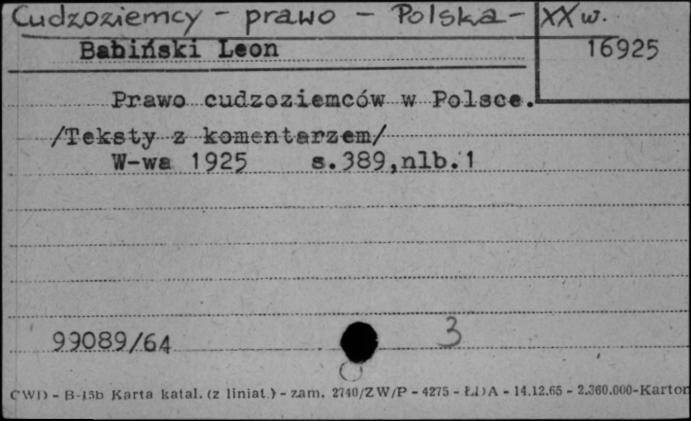 Cudzoziemcy - prawo - Polska - XX w.
Babiński Leon 16925
Prawo cudzoziemców w Polsce.
/Teksty z komentarzem/
W-wa 1925 s.389,nlb.1
99089/64 3
CWD - B-15b Karta katal. (z liniat.) - zam. 2740/ZW/P - 4275 - ŁDA - 14.12.65 - 2.360.000-Karton